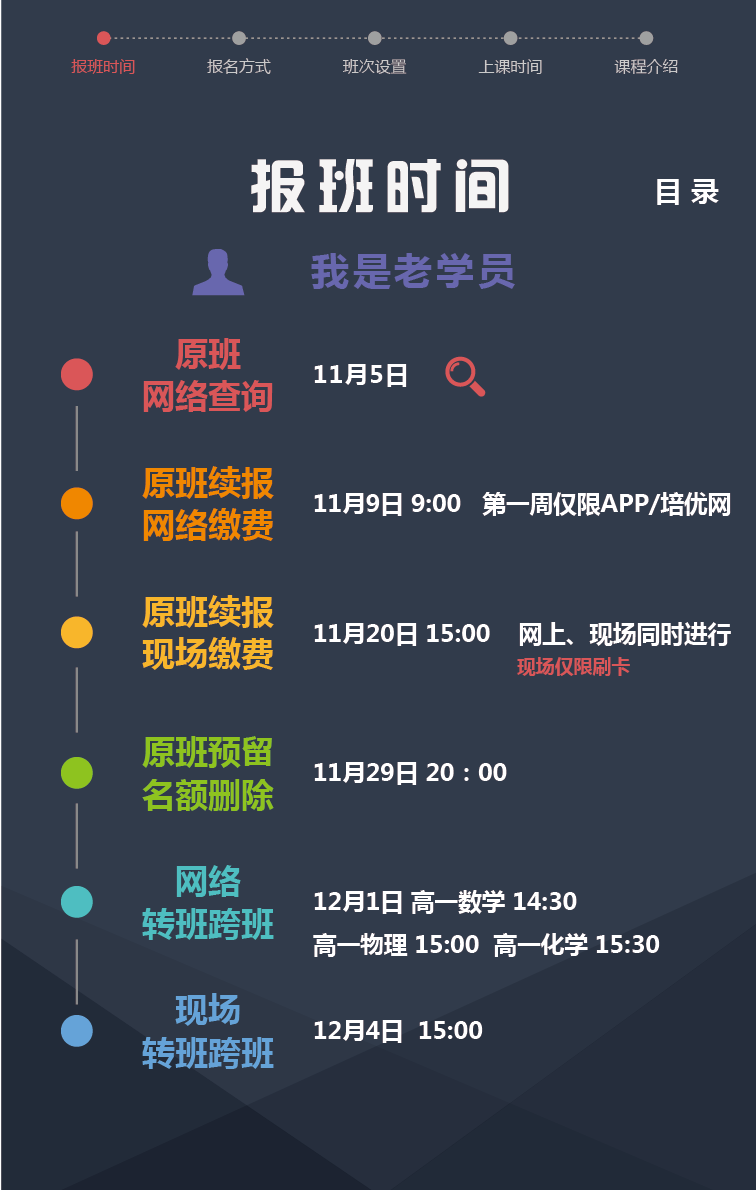 报班时间 报名方式 班次设置 上课时间 课程介绍
报班时间
目录
我是老学员
原班
网络查询
11月5日
原班续报
网络缴费
11月9日 9:00 第一周仅限APP/培优网
原班续报
现场缴费
11月20日 15:00 网上、现场同时进行
现场仅限刷卡
原班预留
名额删除
11月29日 20：00
网络
转班跨班
12月1日 高一数学 14:30
高一物理 15:00 高一化学 15:30
现场
转班跨班
12月4日 15:00